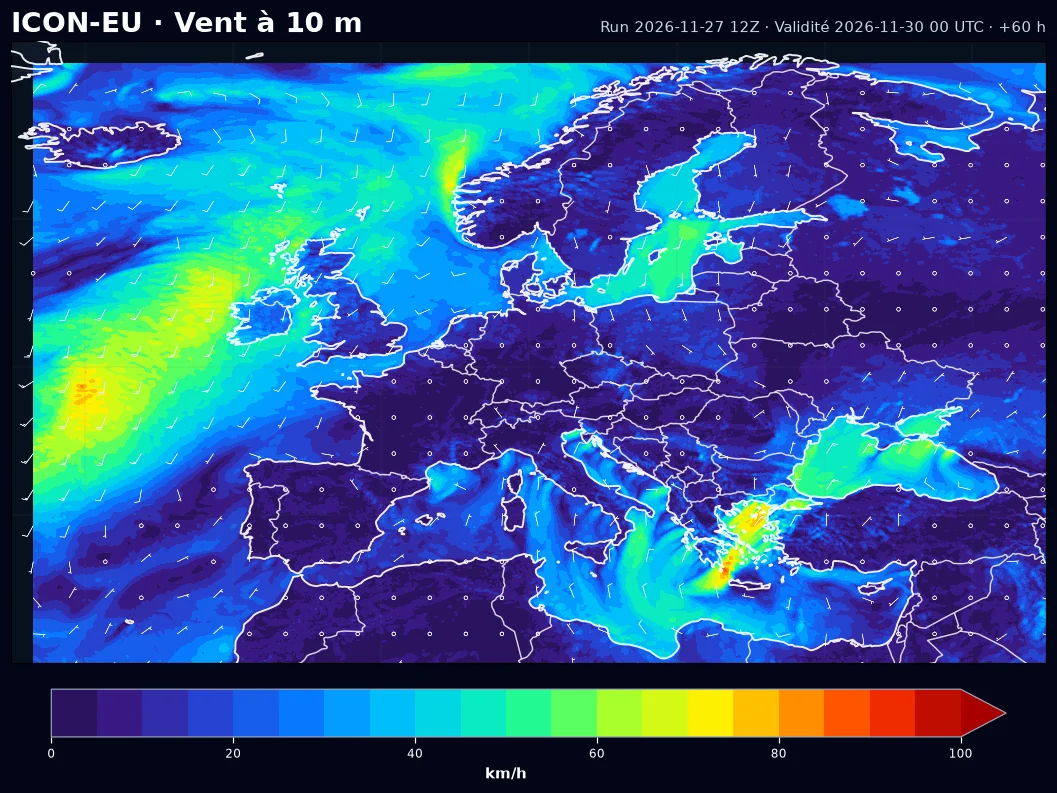 ICON-EU · Vent à 10 m
Run 2026-11-27 12Z · Validité 2026-11-30 00 UTC · +60 h
0 20 40 60 80 100
km/h